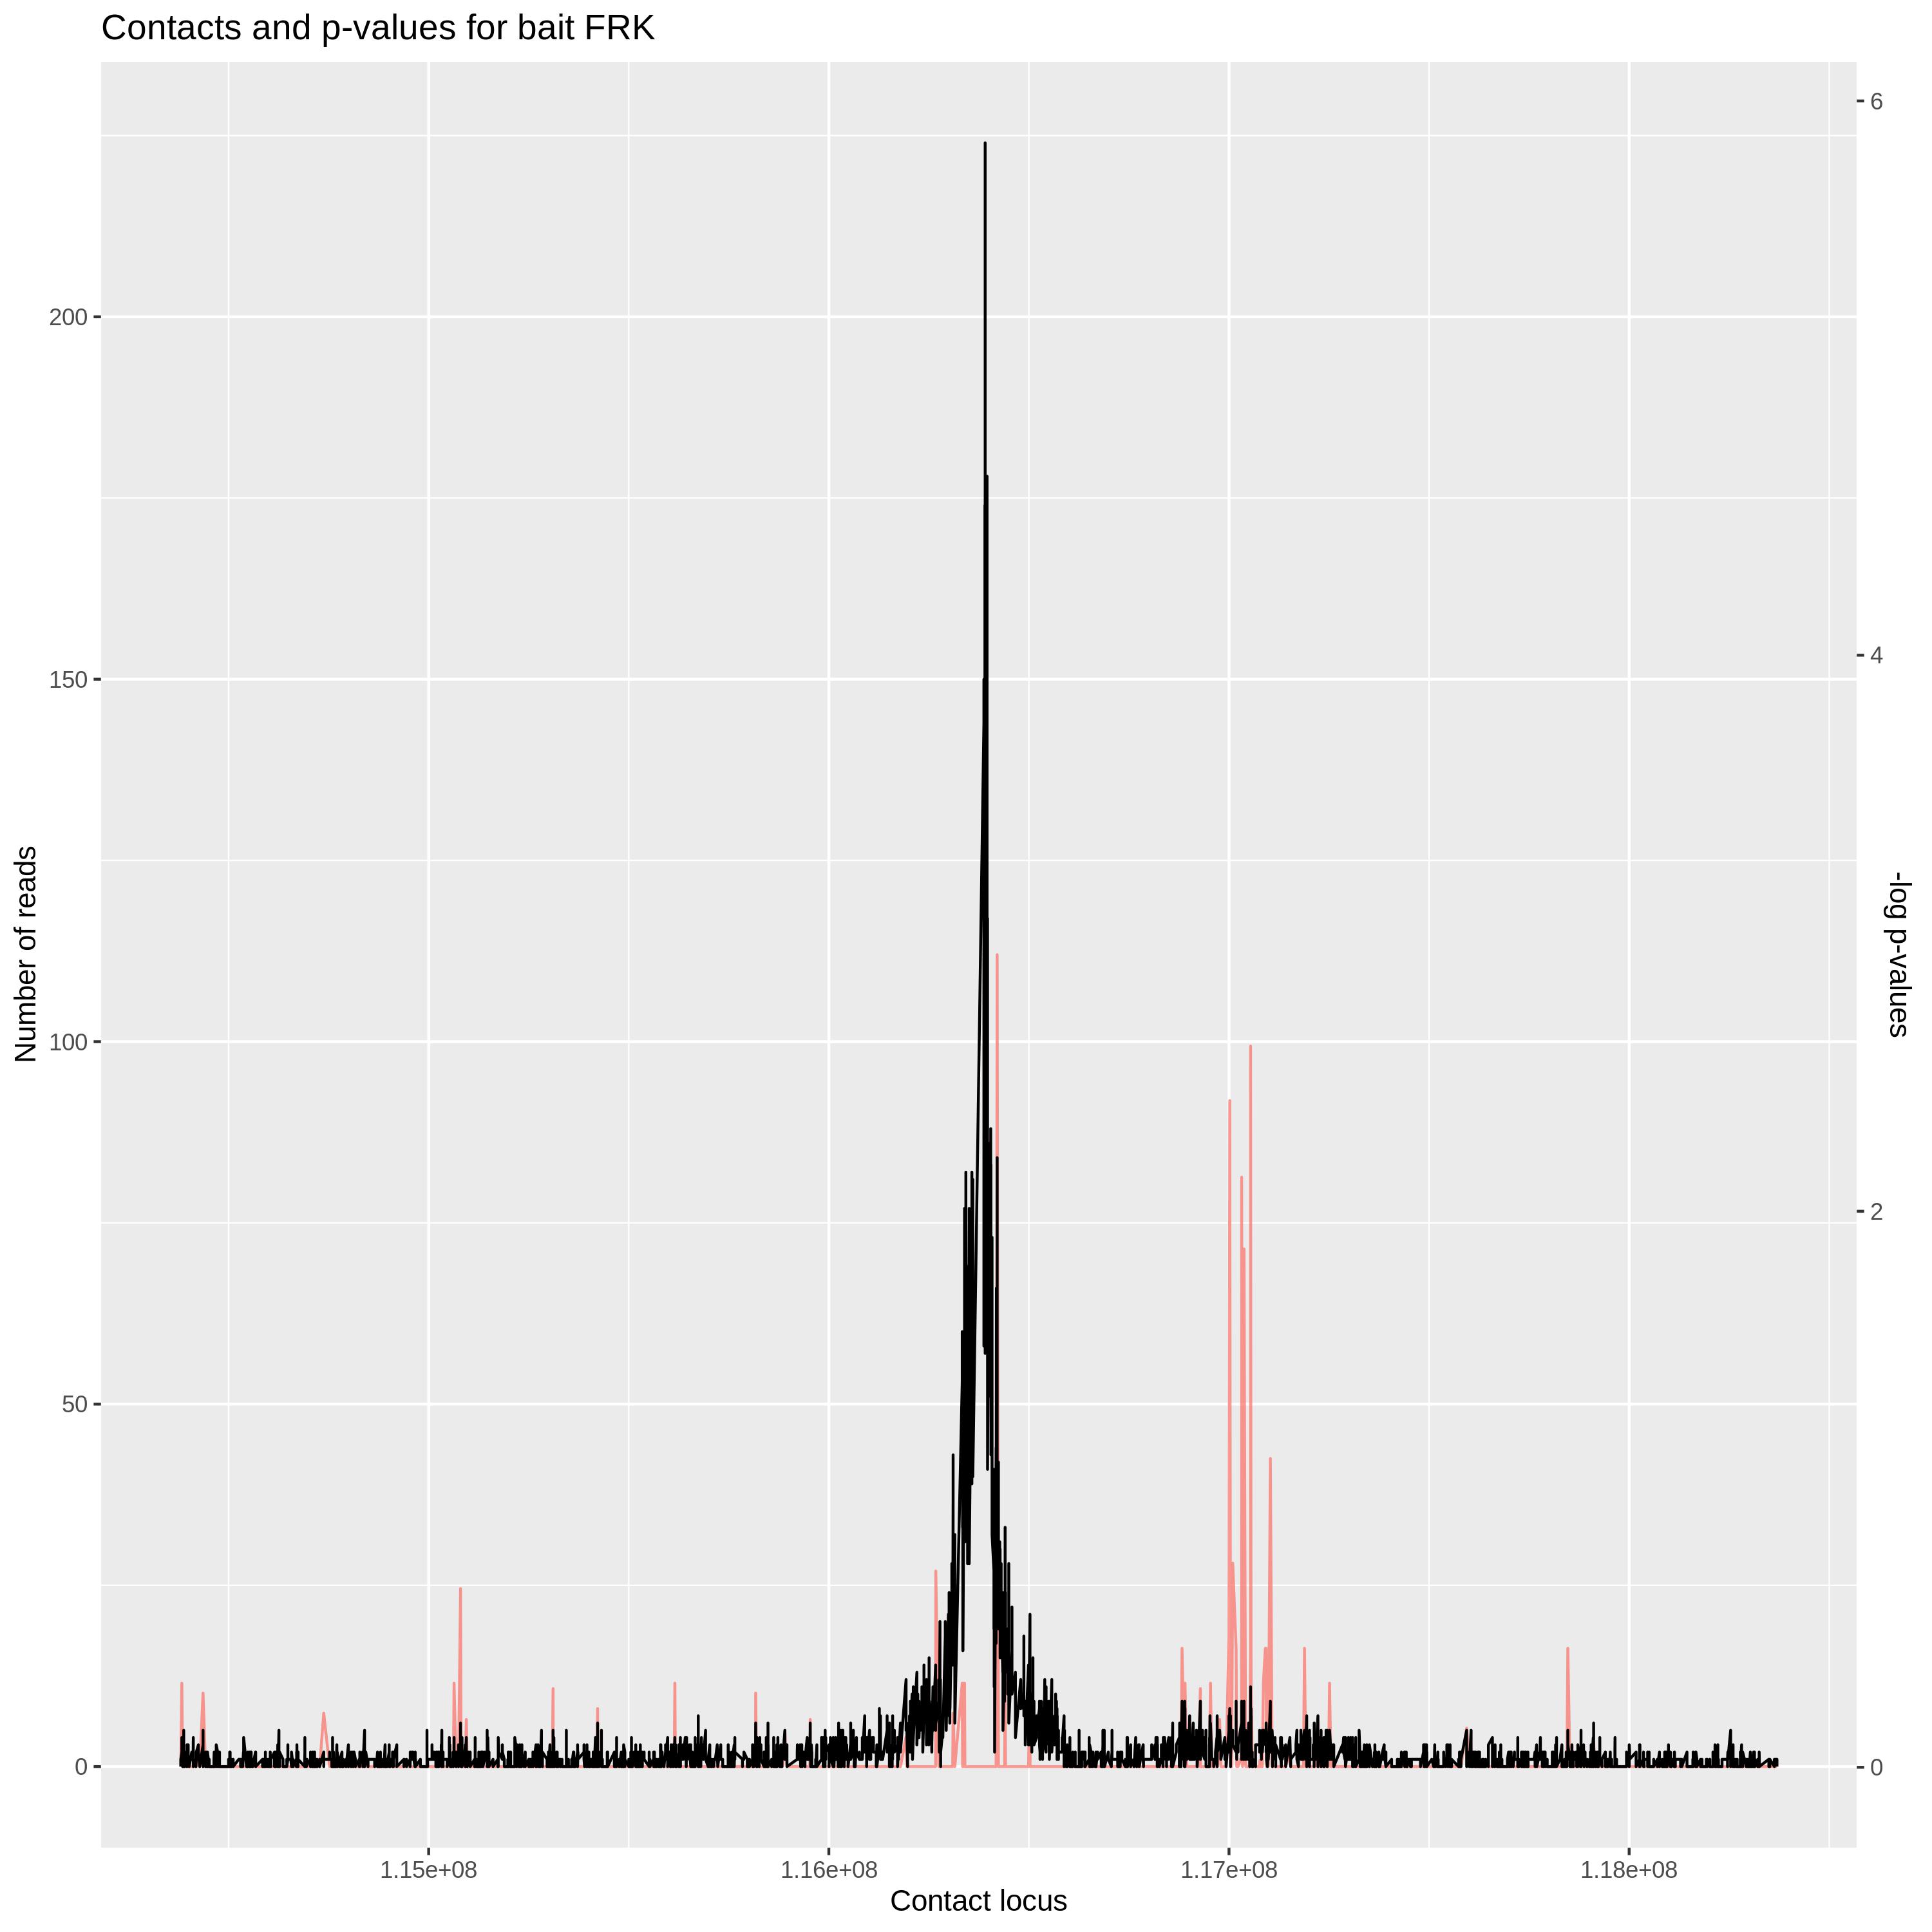 Contacts and p-values for bait FRK
6
200
150
4
Number of reads
-log p-values
100
2
50
0
0
1.15e+08
1.16e+08
1.17e+08
1.18e+08
Contact locus